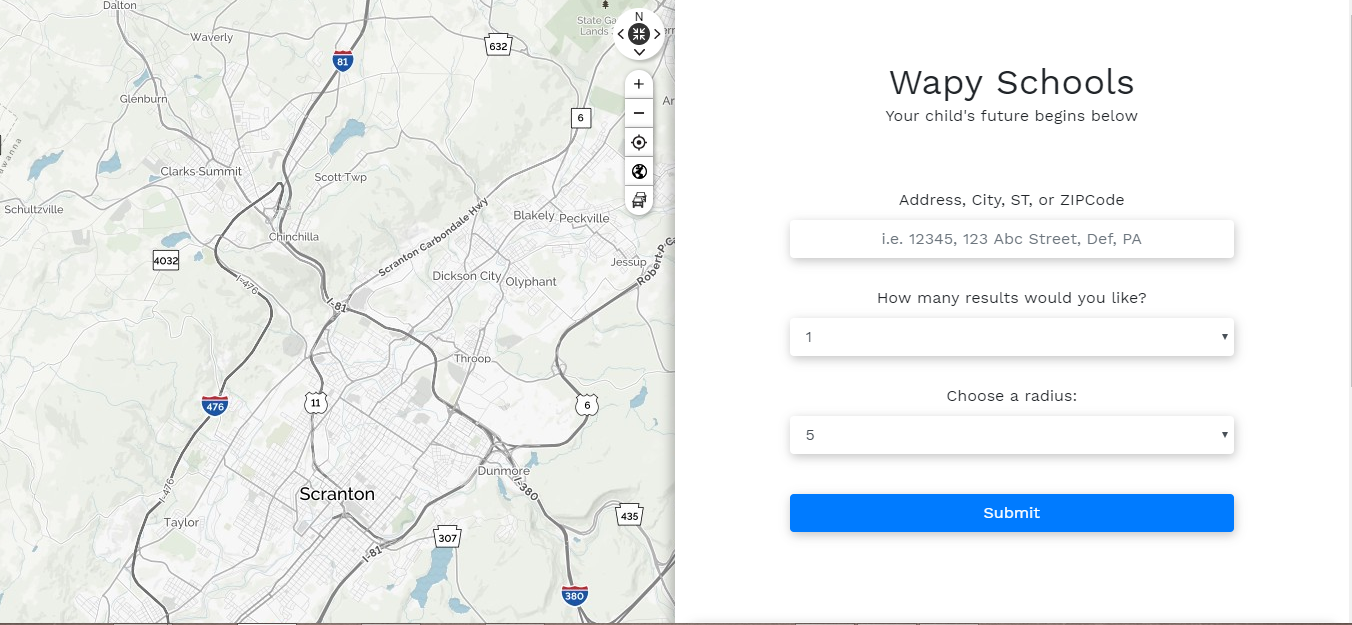 Dalton
Waverly
81
632
State Ga
Lands
N
Glenburn
6
Ar
Clarks Summit
Scott Twp
Schultzville
Scranton Carbondale Hwy
Blakely
Peckville
Chinchilla
4032
I-476
I-81
Dickson City
Olyphant
Jessup
Robert P Ca
Throop
476
11
6
I-476
Scranton
Dunmore
I-380
Taylor
435
307
I-81
380
Wapy Schools
Your child's future begins below
Address, City, ST, or ZIPCode
i.e. 12345, 123 Abc Street, Def, PA
How many results would you like?
1
Choose a radius:
5
Submit